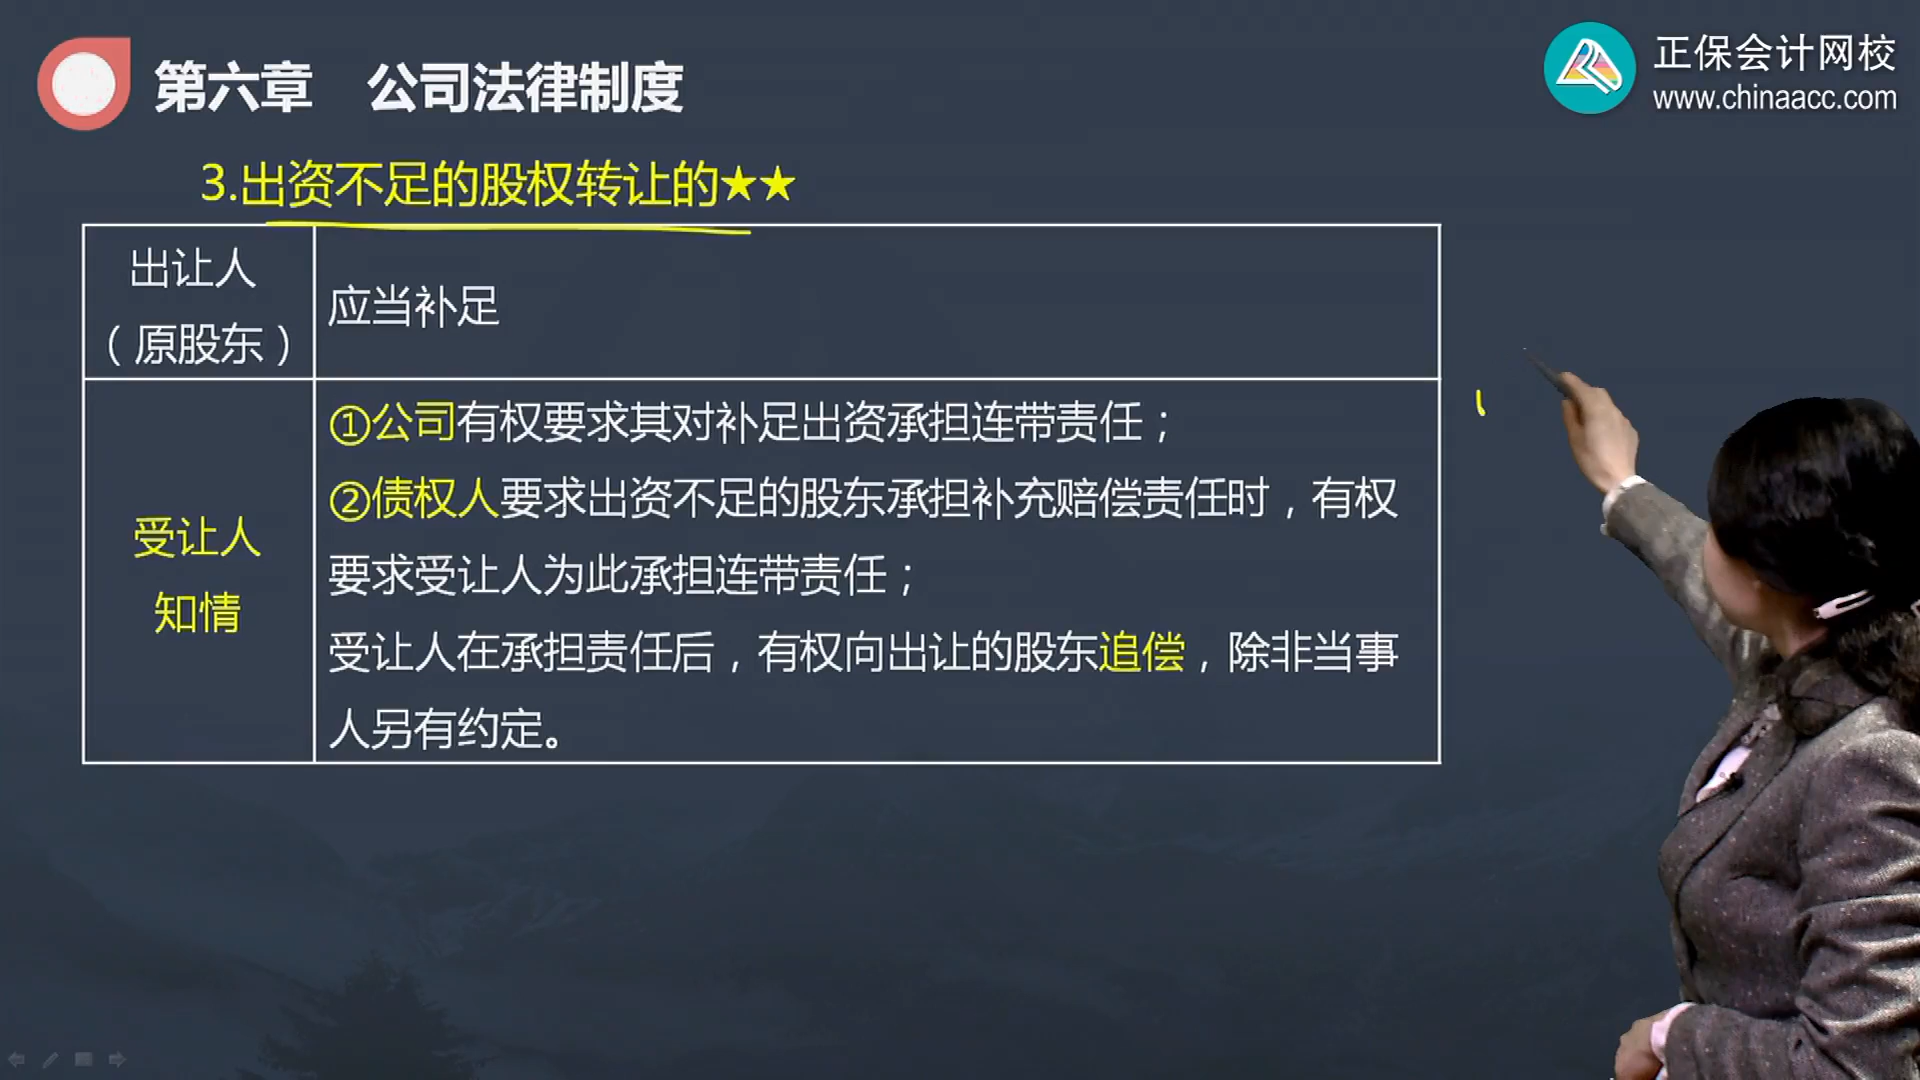 第六章 公司法律制度
正保会计网校
www.chinaacc.com
3.出资不足的股权转让的★★
出让人
（原股东）
应当补足
受让人
知情
①公司有权要求其对补足出资承担连带责任；
②债权人要求出资不足的股东承担补充赔偿责任时，有权
要求受让人为此承担连带责任；
受让人在承担责任后，有权向出让的股东追偿，除非当事
人另有约定。